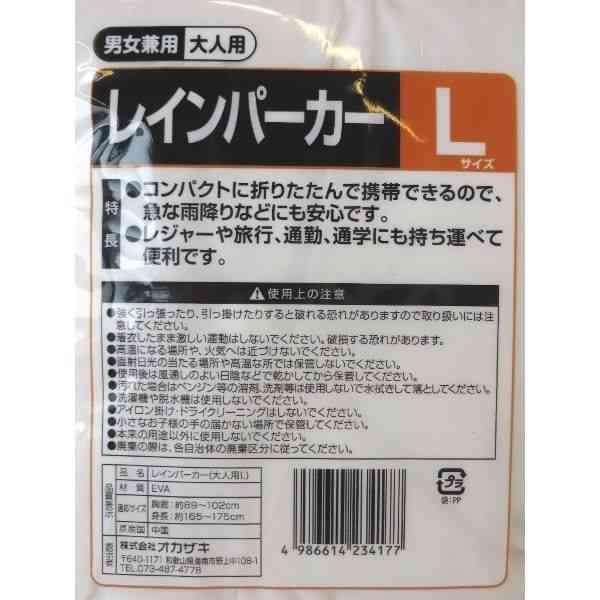 男女兼用 大人用
レインパーカー
L
サイズ
特長
●コンパクトに折りたたんで携帯できるので、
急な雨降りなどにも安心です。
●レジャーや旅行、通勤、通学にも持ち運べて
便利です。
使用上の注意
●強く引っ張ったり、引っ掛けたりすると破れる恐れがありますので取り扱いには注
意してください。
●着衣したまま激しい運動はしないでください。破損する恐れがあります。
●高温になる場所や、火気へは近づけないでください。
●直射日光の当たる場所や高温な所では保管しないでください。
●使用後は風通しのよい日陰などで乾かしてから保管してください。
●汚れた場合はベンジン等の溶剤、洗剤等は使用しないで水拭きして落としてください。
●洗濯機や脱水機は使用しないでください。
●アイロン掛け・ドライクリーニングはしないでください。
●小さなお子様の手の届かない場所で保管してください。
●本来の用途以外に使用しないでください。
●廃棄の際は、各自治体の廃棄区分に従ってください。
品質表示
品名 レインパーカー(大人用L)
材質 EVA
適応サイズ 胸囲:約89〜102cm
身長:約165〜175cm
原産国 中国
株式会社オカザキ
〒640-1171 和歌山県海南市野上中108-1
TEL.073-487-4778
4 986614 234177
プラ
袋:PP